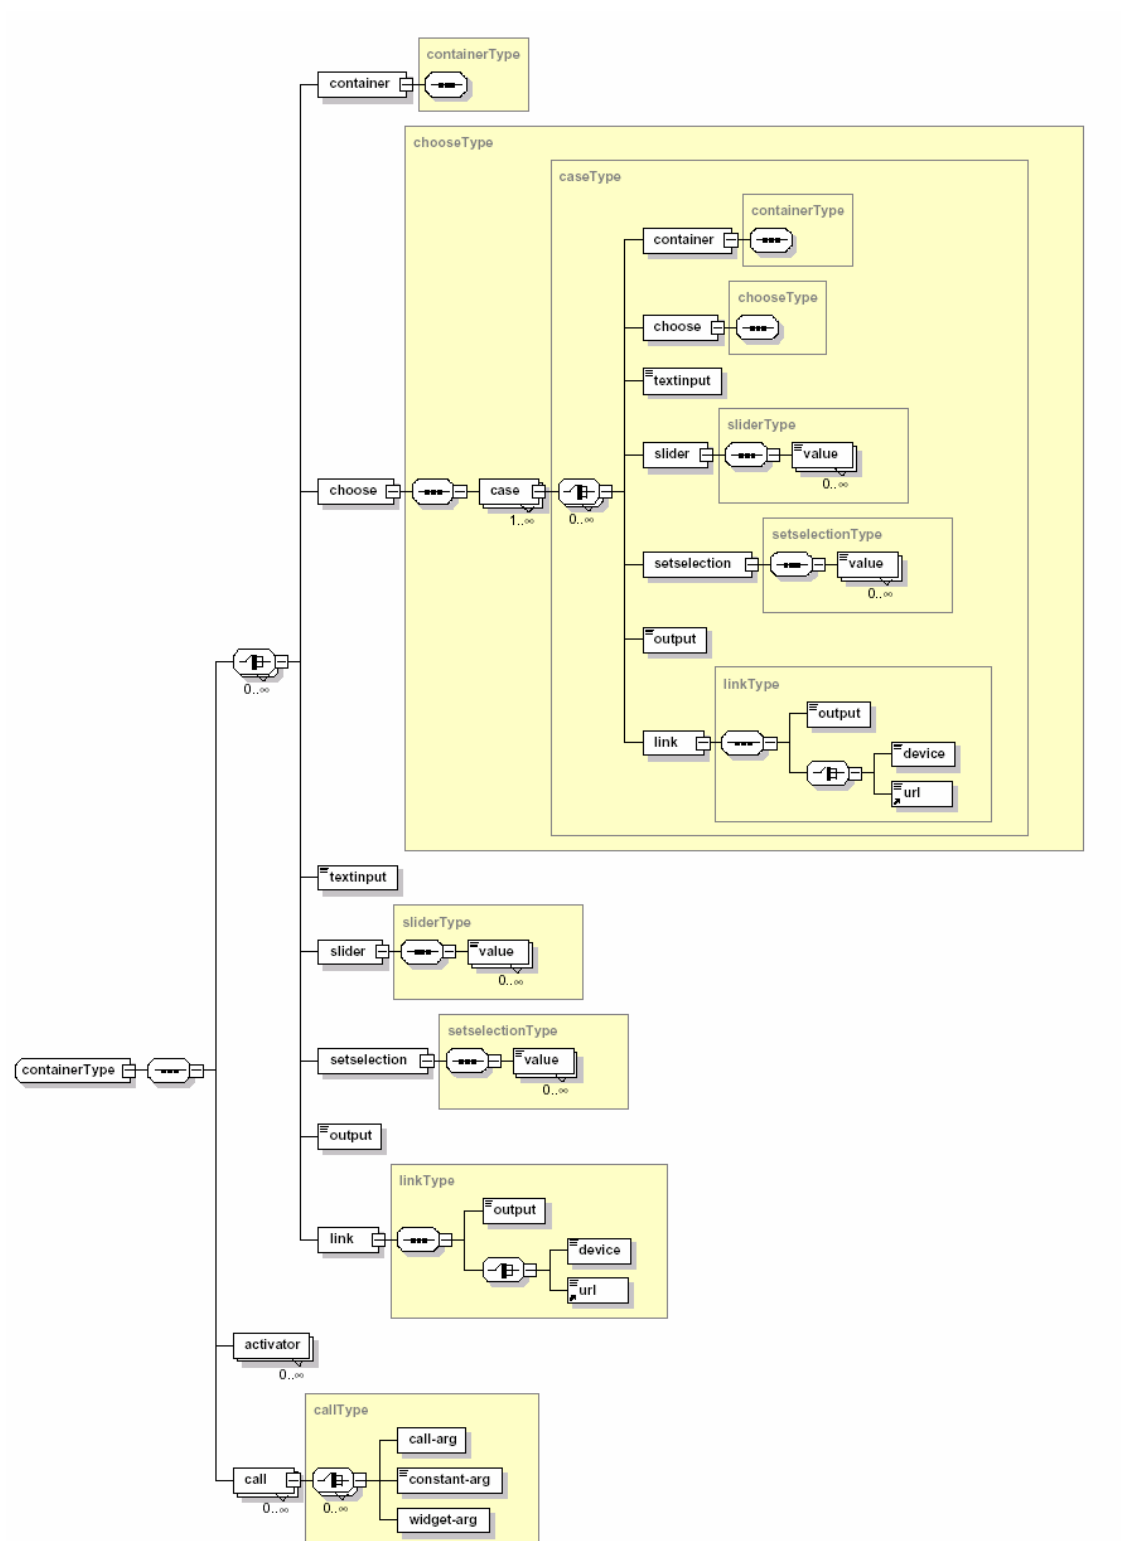 containerType
container
chooseType
caseType
containerType
container
chooseType
choose
textinput
sliderType
slider
value
0..∞
choose
case
1..∞
0..∞
setselectionType
setselection
value
0..∞
output
linkType
output
link
device
url
0..∞
textinput
sliderType
slider
value
0..∞
setselectionType
setselection
value
0..∞
containerType
output
linkType
output
link
device
url
activator
0..∞
callType
call-arg
call
constant-arg
0..∞
0..∞
widget-arg